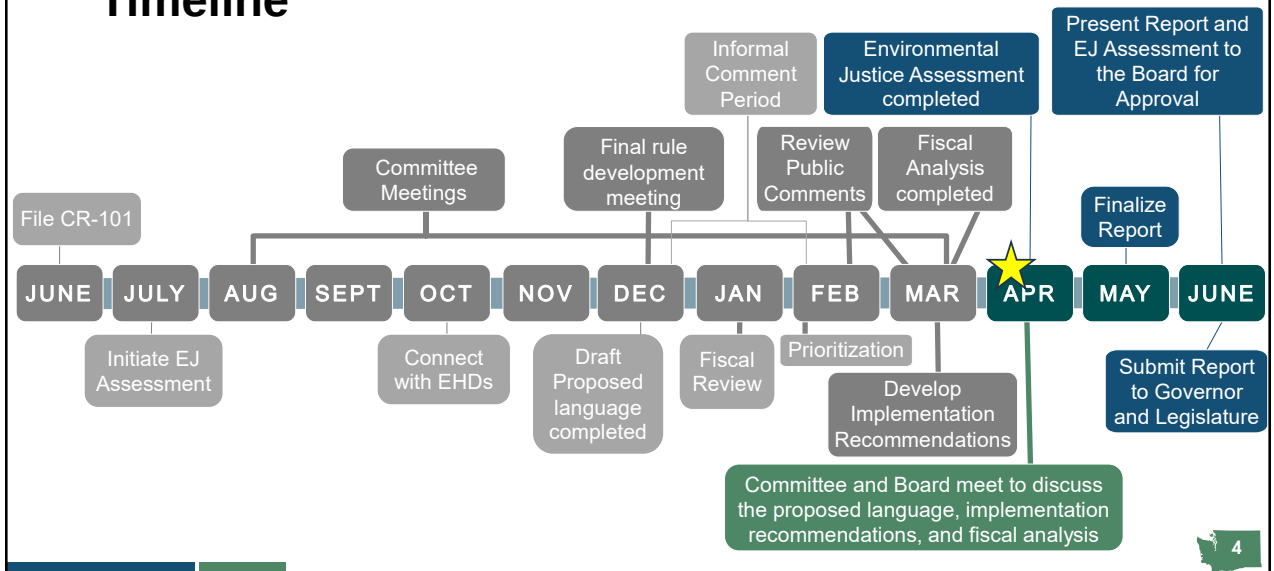 Timeline
Informal
Comment
Period
Environmental
Justice Assessment
completed
Present Report and
EJ Assessment to
the Board for
Approval
Committee
Meetings
Final rule
development
meeting
Review
Public
Comments
Fiscal
Analysis
completed
File CR-101
Finalize
Report
JUNE
JULY
AUG
SEPT
OCT
NOV
DEC
JAN
FEB
MAR
APR
MAY
JUNE
Initiate EJ
Assessment
Connect
with EHDs
Draft
Proposed
language
completed
Fiscal
Review
Prioritization
Develop
Implementation
Recommendations
Submit Report
to Governor
and Legislature
Committee and Board meet to discuss
the proposed language, implementation
recommendations, and fiscal analysis
4